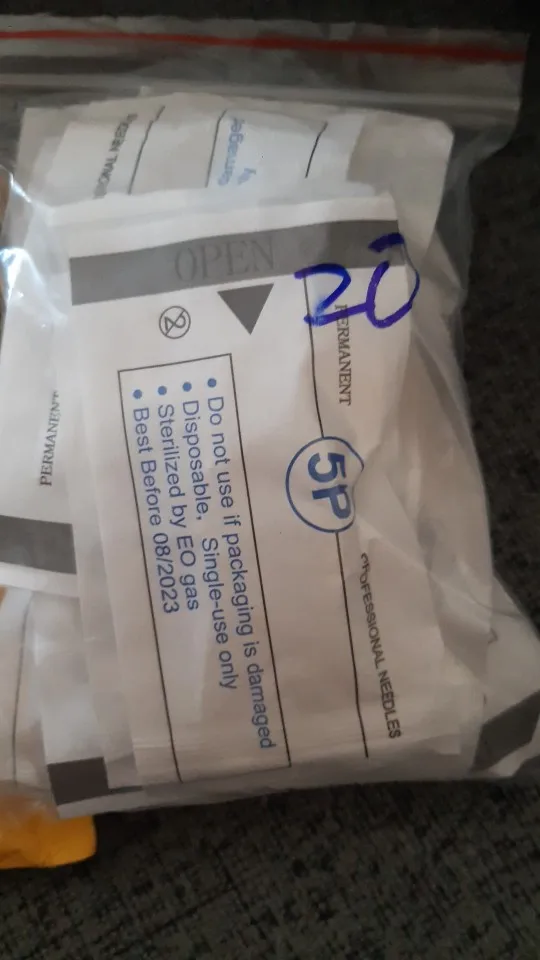 OPEN
PERMANENT
5P
PROFESSIONAL NEEDLES
• Do not use if packaging is damaged
• Disposable, Single-use only
• Sterilized by EO gas
• Best Before 08/2023
PERMANENT